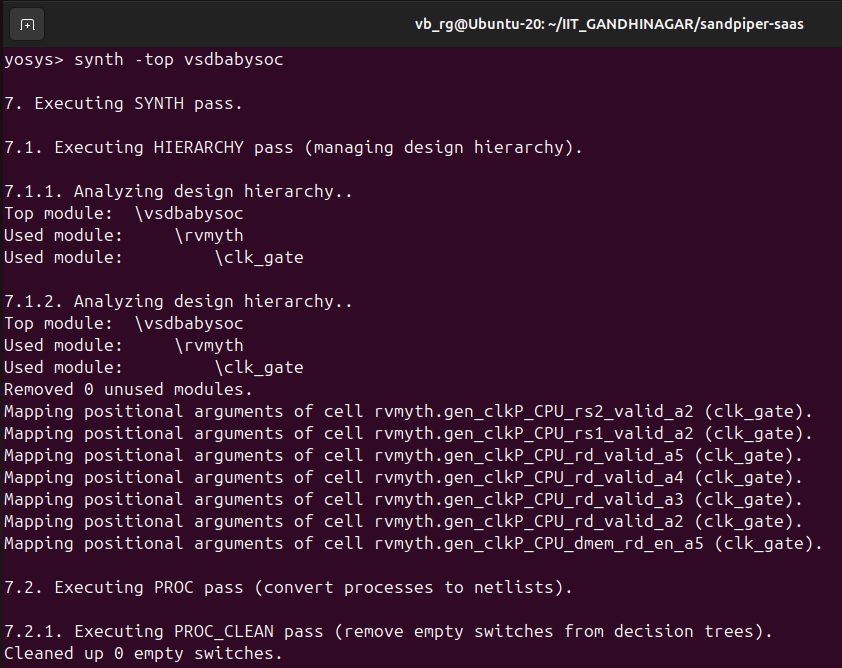 vb_rg@Ubuntu-20: ~/IIT_GANDHINAGAR/sandpiper-saas
yosys> synth -top vsdbabysoc
7. Executing SYNTH pass.
7.1. Executing HIERARCHY pass (managing design hierarchy).
7.1.1. Analyzing design hierarchy..
Top module:  \vsdbabysoc
Used module:     \rvmyth
Used module:         \clk_gate
7.1.2. Analyzing design hierarchy..
Top module:  \vsdbabysoc
Used module:     \rvmyth
Used module:         \clk_gate
Removed 0 unused modules.
Mapping positional arguments of cell rvmyth.gen_clkP_CPU_rs2_valid_a2 (clk_gate).
Mapping positional arguments of cell rvmyth.gen_clkP_CPU_rs1_valid_a2 (clk_gate).
Mapping positional arguments of cell rvmyth.gen_clkP_CPU_rd_valid_a5 (clk_gate).
Mapping positional arguments of cell rvmyth.gen_clkP_CPU_rd_valid_a4 (clk_gate).
Mapping positional arguments of cell rvmyth.gen_clkP_CPU_rd_valid_a3 (clk_gate).
Mapping positional arguments of cell rvmyth.gen_clkP_CPU_rd_valid_a2 (clk_gate).
Mapping positional arguments of cell rvmyth.gen_clkP_CPU_dmem_rd_en_a5 (clk_gate).
7.2. Executing PROC pass (convert processes to netlists).
7.2.1. Executing PROC_CLEAN pass (remove empty switches from decision trees).
Cleaned up 0 empty switches.